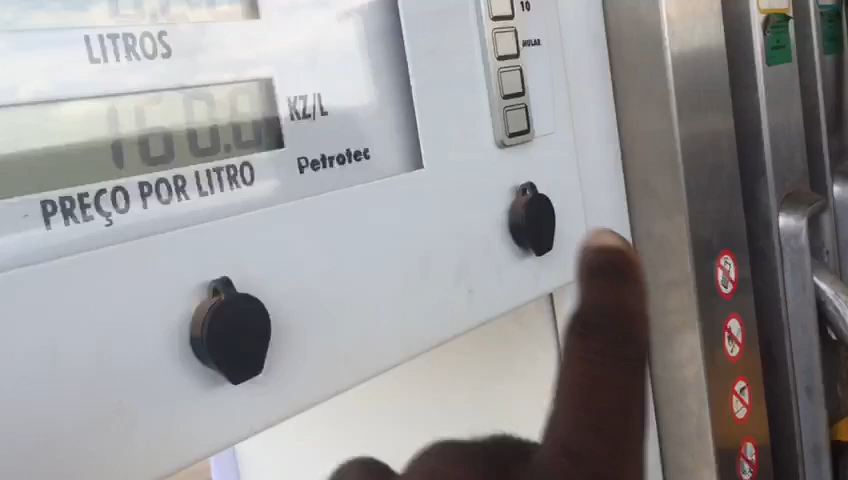 LITROS
160.0 KZ/L
PREÇO POR LITRO
Petrotec
10